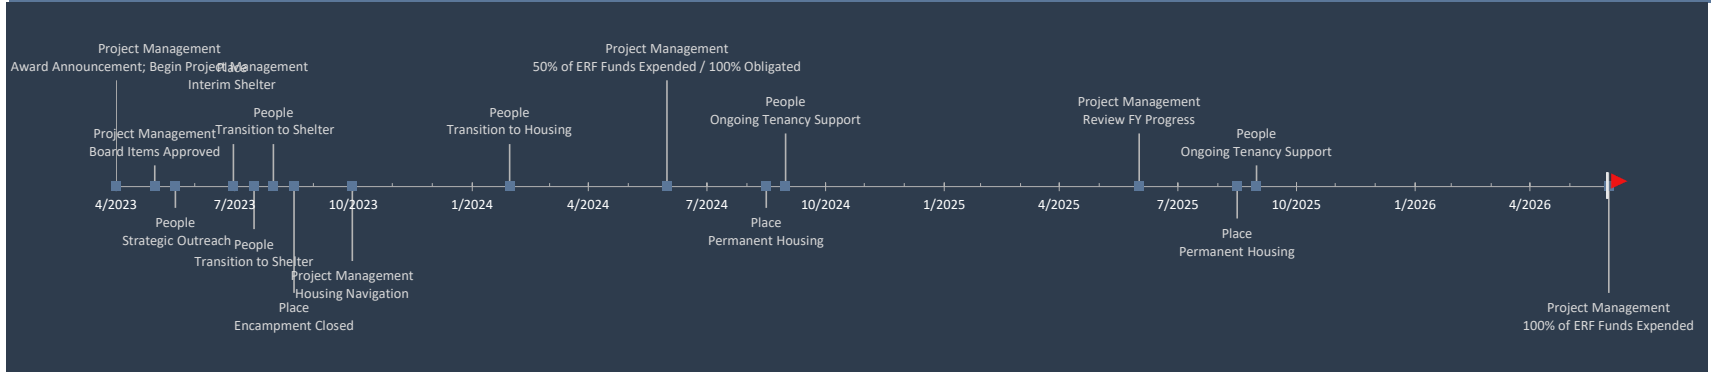 Project Management
Award Announcement; Begin Project Management
Place
Interim Shelter
Project Management
50% of ERF Funds Expended / 100% Obligated
People
Ongoing Tenancy Support
Project Management
Review FY Progress
People
Transition to Shelter
People
Transition to Housing
Project Management
Board Items Approved
People
Ongoing Tenancy Support
4/2023
7/2023
10/2023
1/2024
4/2024
7/2024
10/2024
1/2025
4/2025
7/2025
10/2025
1/2026
4/2026
People
Strategic Outreach
People
Transition to Shelter
Place
Permanent Housing
Place
Permanent Housing
Project Management
Housing Navigation
Place
Encampment Closed
Project Management
100% of ERF Funds Expended